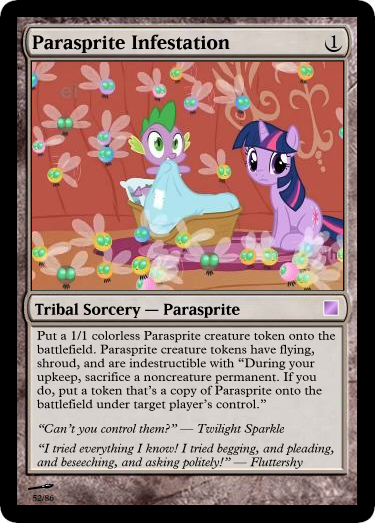 Parasprite Infestation 1
Tribal Sorcery — Parasprite
Put a 1/1 colorless Parasprite creature token onto the
battlefield. Parasprite creature tokens have flying,
shroud, and are indestructible with “During your
upkeep, sacrifice a noncreature permanent. If you
do, put a token that’s a copy of Parasprite onto the
battlefield under target player’s control.”
“Can’t you control them?” — Twilight Sparkle
“I tried everything I know! I tried begging, and pleading,
and beseeching, and asking politely!” — Fluttershy
52/86